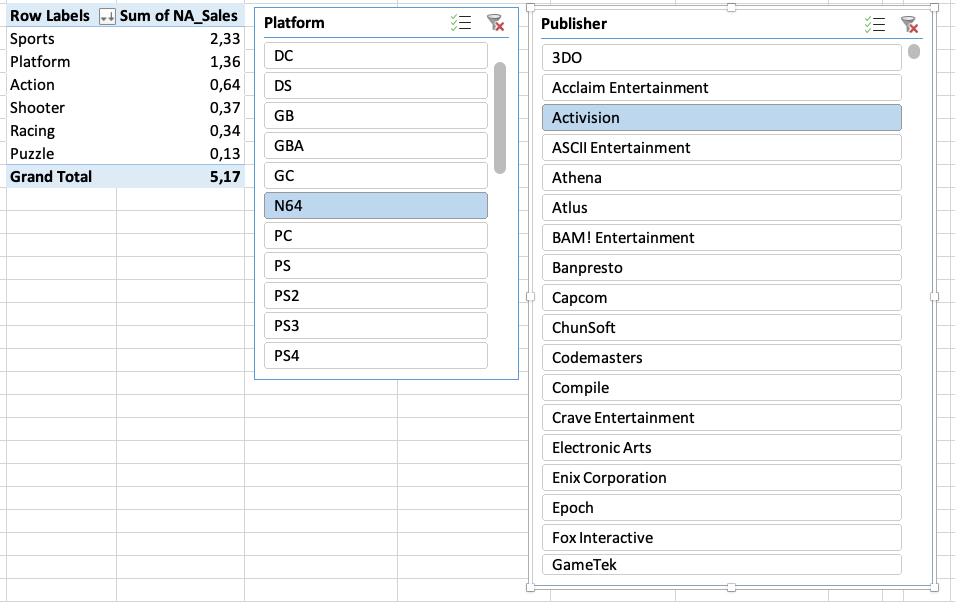 Row Labels Sum of NA_Sales
Sports 2,33
Platform 1,36
Action 0,64
Shooter 0,37
Racing 0,34
Puzzle 0,13
Grand Total 5,17
Platform
DC
DS
GB
GBA
GC
N64
PC
PS
PS2
PS3
PS4
Publisher
3DO
Acclaim Entertainment
Activision
ASCII Entertainment
Athena
Atlus
BAM! Entertainment
Banpresto
Capcom
ChunSoft
Codemasters
Compile
Crave Entertainment
Electronic Arts
Enix Corporation
Epoch
Fox Interactive
GameTek